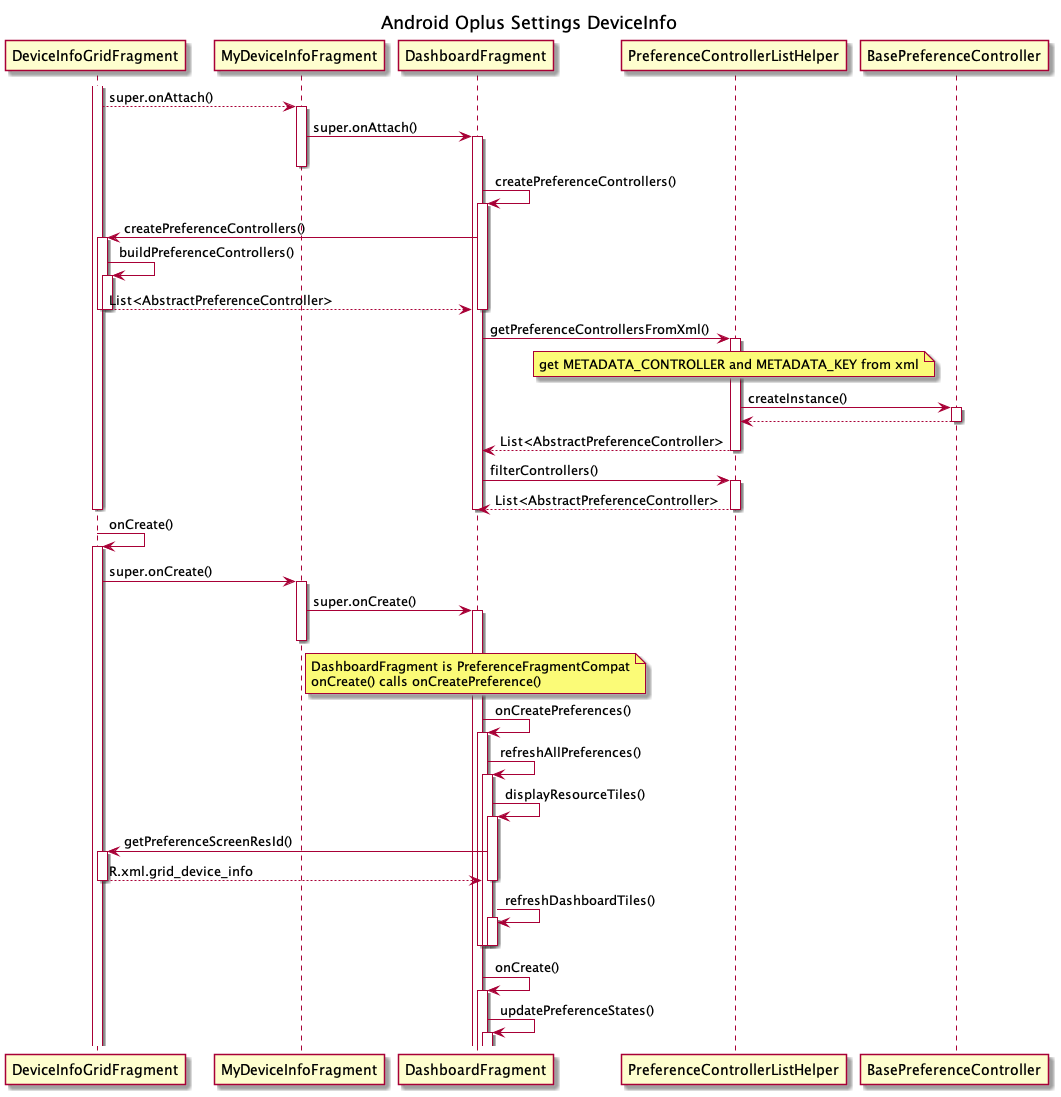 Android Oplus Settings DeviceInfo
DeviceInfoGridFragment
MyDeviceInfoFragment
DashboardFragment
PreferenceControllerListHelper
BasePreferenceController
super.onAttach()
super.onAttach()
createPreferenceControllers()
createPreferenceControllers()
buildPreferenceControllers()
List<AbstractPreferenceController>
getPreferenceControllersFromXml()
get METADATA_CONTROLLER and METADATA_KEY from xml
createInstance()
List<AbstractPreferenceController>
filterControllers()
List<AbstractPreferenceController>
onCreate()
super.onCreate()
super.onCreate()
DashboardFragment is PreferenceFragmentCompat
onCreate() calls onCreatePreference()
onCreatePreferences()
refreshAllPreferences()
displayResourceTiles()
getPreferenceScreenResId()
R.xml.grid_device_info
refreshDashboardTiles()
onCreate()
updatePreferenceStates()
DeviceInfoGridFragment
MyDeviceInfoFragment
DashboardFragment
PreferenceControllerListHelper
BasePreferenceController